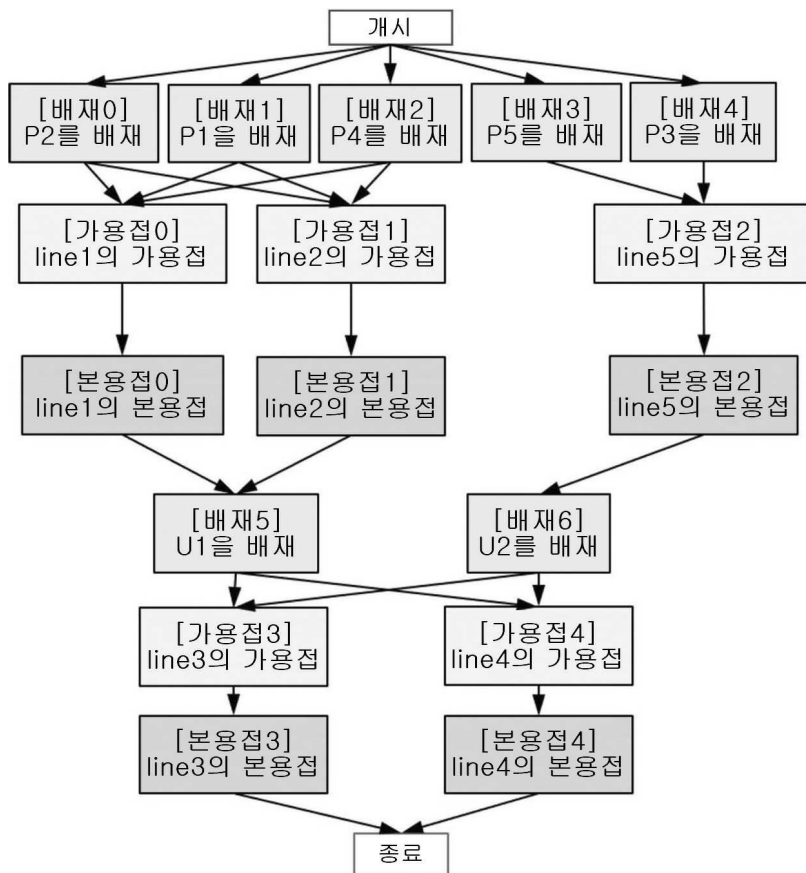 개시
[배재0]
P2를 배재
[배재1]
P1을 배재
[배재2]
P4를 배재
[배재3]
P5를 배재
[배재4]
P3을 배재
[가용접0]
line1의 가용접
[가용접1]
line2의 가용접
[가용접2]
line5의 가용접
[본용접0]
line1의 본용접
[본용접1]
line2의 본용접
[본용접2]
line5의 본용접
[배재5]
U1을 배재
[배재6]
U2를 배재
[가용접3]
line3의 가용접
[가용접4]
line4의 가용접
[본용접3]
line3의 본용접
[본용접4]
line4의 본용접
종료